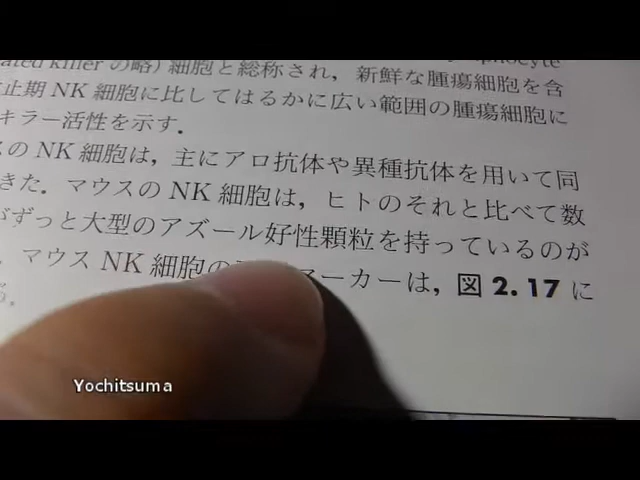 killer の略) 細胞と総称され，新鮮な腫瘍細胞を含
止期 NK 細胞に比してはるかに広い範囲の腫瘍細胞に
キラー活性を示す．
の NK 細胞は，主にアロ抗体や異種抗体を用いて同
きた．マウスの NK 細胞は，ヒトのそれと比べて数
がずっと大型のアズール好性顆粒を持っているのが
．マウス NK 細胞の マーカーは，図 2.17 に
る．
Yochitsuma